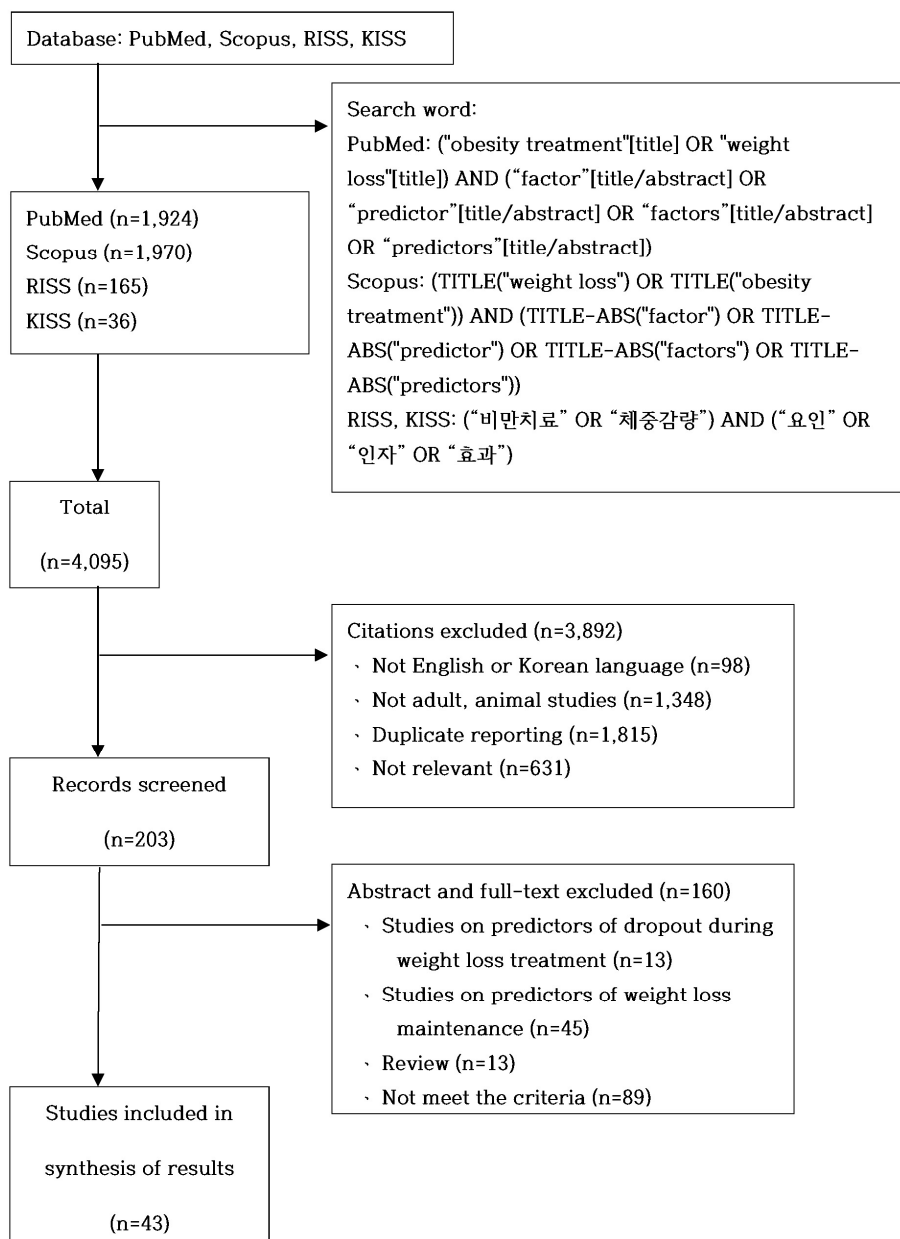 Database: PubMed, Scopus, RISS, KISS
Search word:
PubMed: ("obesity treatment"[title] OR "weight
loss"[title]) AND (“factor”[title/abstract] OR
“predictor”[title/abstract] OR “factors”[title/abstract]
OR “predictors”[title/abstract])
Scopus: (TITLE("weight loss") OR TITLE("obesity
treatment")) AND (TITLE-ABS("factor") OR TITLE-
ABS("predictor") OR TITLE-ABS("factors") OR TITLE-
ABS("predictors"))
RISS, KISS: (“비만치료” OR “체중감량”) AND (“요인” OR
“인자” OR “효과”)
PubMed (n=1,924)
Scopus (n=1,970)
RISS (n=165)
KISS (n=36)
Total
(n=4,095)
Citations excluded (n=3,892)
、 Not English or Korean language (n=98)
、 Not adult, animal studies (n=1,348)
、 Duplicate reporting (n=1,815)
、 Not relevant (n=631)
Records screened
(n=203)
Abstract and full-text excluded (n=160)
、 Studies on predictors of dropout during
weight loss treatment (n=13)
、 Studies on predictors of weight loss
maintenance (n=45)
、 Review (n=13)
、 Not meet the criteria (n=89)
Studies included in
synthesis of results
(n=43)